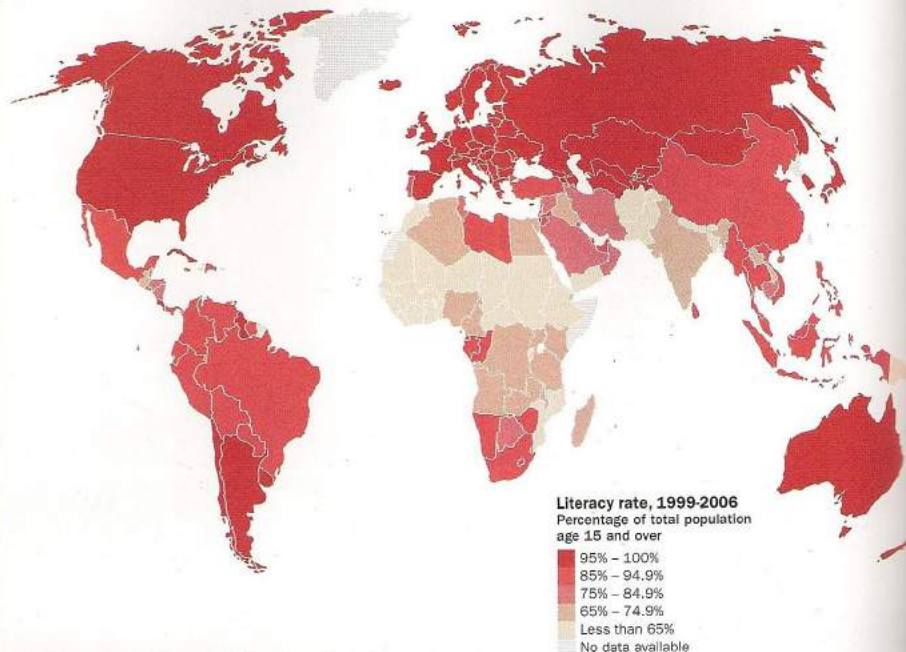 Literacy rate, 1999-2006
Percentage of total population
age 15 and over
95% – 100%
85% – 94.9%
75% – 84.9%
65% – 74.9%
Less than 65%
No data available